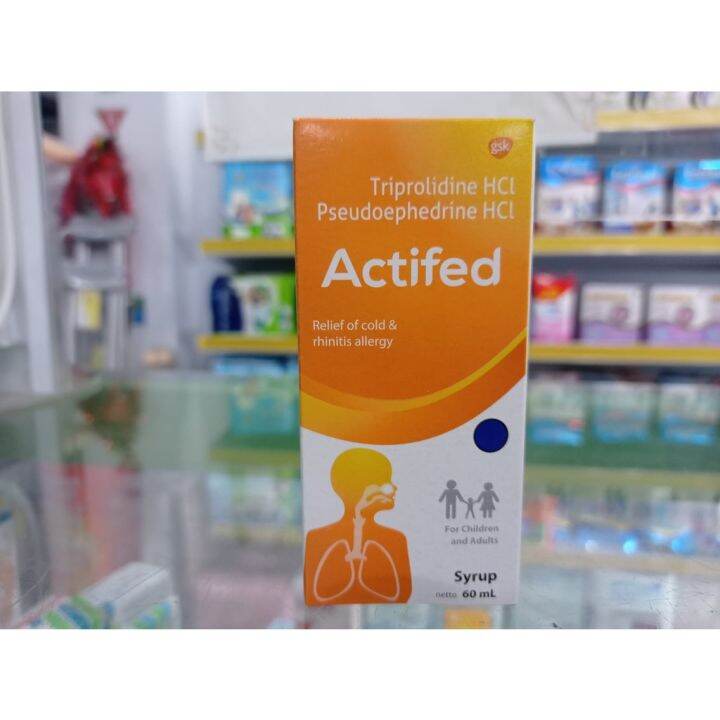 gsk
Triprolidine HCl
Pseudoephedrine HCl
Actifed
Relief of cold &
rhinitis allergy
For Children
and Adults
Syrup
netto 60 mL